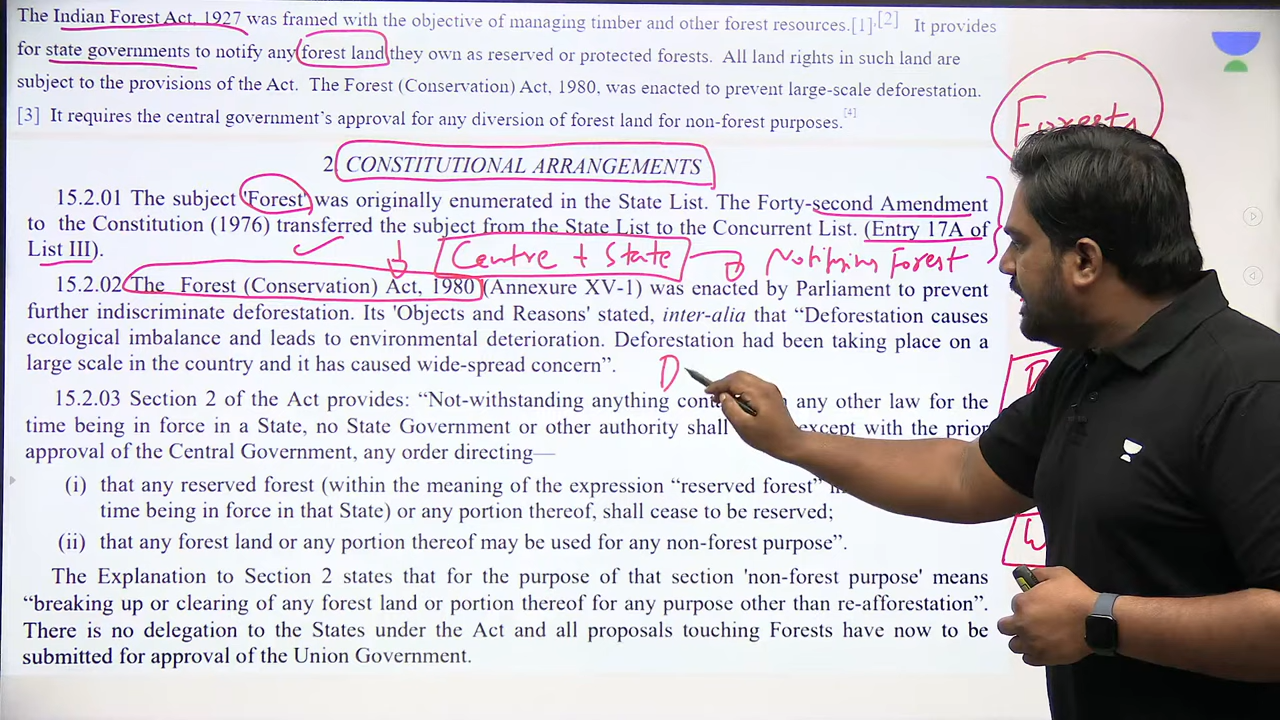 The Indian Forest Act, 1927 was framed with the objective of managing timber and other forest resources.[1],[2] It provides
for state governments to notify any forest land they own as reserved or protected forests. All land rights in such land are
subject to the provisions of the Act. The Forest (Conservation) Act, 1980, was enacted to prevent large-scale deforestation.
[3] It requires the central government's approval for any diversion of forest land for non-forest purposes.[4]
Forests
2 CONSTITUTIONAL ARRANGEMENTS
15.2.01 The subject 'Forest' was originally enumerated in the State List. The Forty-second Amendment
to the Constitution (1976) transferred the subject from the State List to the Concurrent List. (Entry 17A of
List III).
Centre + State Notifying Forest
15.2.02 The Forest (Conservation) Act, 1980 (Annexure XV-1) was enacted by Parliament to prevent
further indiscriminate deforestation. Its 'Objects and Reasons' stated, inter-alia that “Deforestation causes
ecological imbalance and leads to environmental deterioration. Deforestation had been taking place on a
large scale in the country and it has caused wide-spread concern”.
D
15.2.03 Section 2 of the Act provides: “Not-withstanding anything any other law for the
time being in force in a State, no State Government or other authority shall except with the prior
approval of the Central Government, any order directing—
(i) that any reserved forest (within the meaning of the expression “reserved forest”
time being in force in that State) or any portion thereof, shall cease to be reserved;
(ii) that any forest land or any portion thereof may be used for any non-forest purpose”.
The Explanation to Section 2 states that for the purpose of that section 'non-forest purpose' means
“breaking up or clearing of any forest land or portion thereof for any purpose other than re-afforestation”.
There is no delegation to the States under the Act and all proposals touching Forests have now to be
submitted for approval of the Union Government.